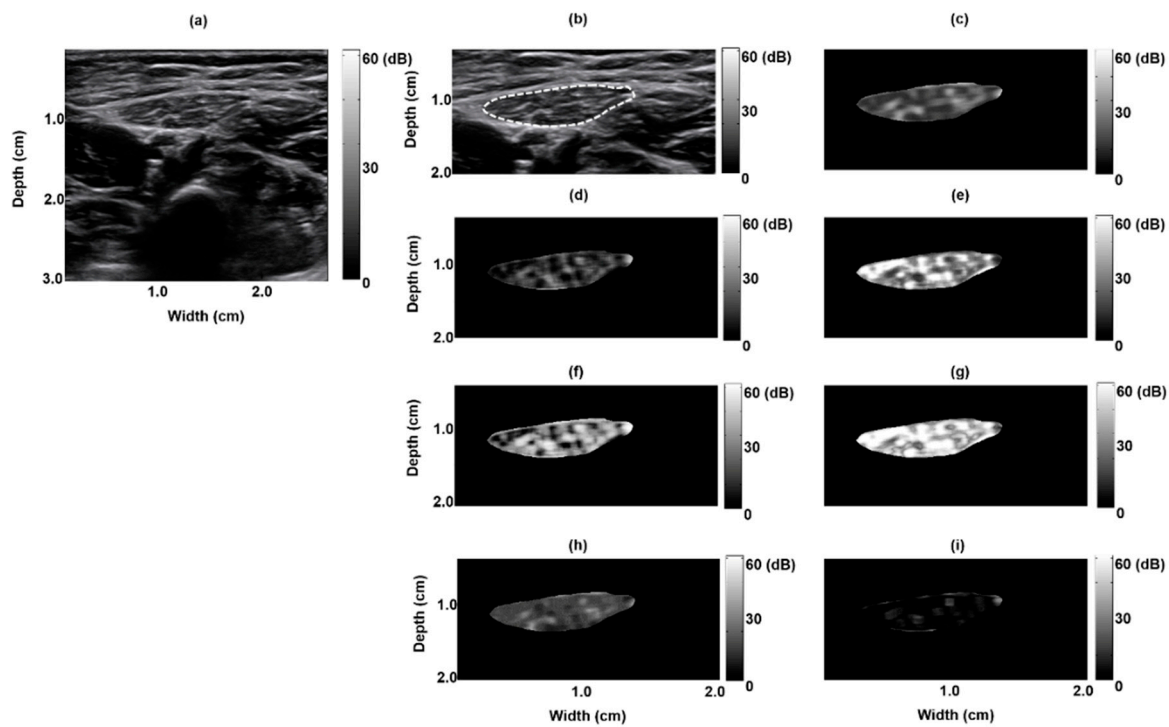 (a)
(b)
(c)
60 (dB)
30
0
Depth (cm)
1.0
2.0
3.0
1.0
2.0
Width (cm)
60 (dB)
30
0
Depth (cm)
1.0
2.0
60 (dB)
30
0
(d)
(e)
60 (dB)
30
0
Depth (cm)
1.0
2.0
60 (dB)
30
0
(f)
(g)
60 (dB)
30
0
Depth (cm)
1.0
2.0
60 (dB)
30
0
(h)
(i)
60 (dB)
30
0
Depth (cm)
1.0
2.0
60 (dB)
30
0
1.0
2.0
1.0
2.0
Width (cm)
Width (cm)